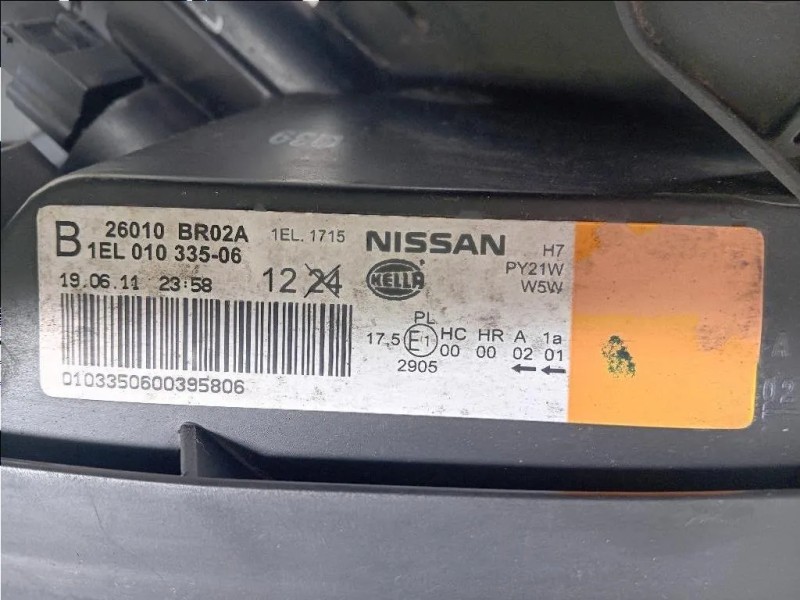 B 26010 BR02A
1EL 010 335-06
19.06.11 23:58
1EL. 1715
12 24
NISSAN
HELLA
H7
PY21W
W5W
PL
17,5 E1 HC HR A 1a
00 00 02 01
2905
0103350600395806
A
02